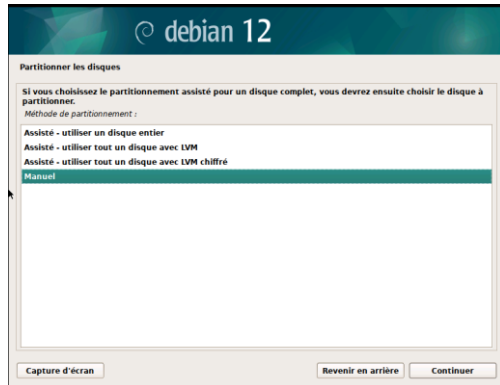 debian 12
Partitionner les disques
Si vous choisissez le partitionnement assisté pour un disque complet, vous devrez ensuite choisir le disque à
partitionner.
Méthode de partitionnement :
Assisté - utiliser un disque entier
Assisté - utiliser tout un disque avec LVM
Assisté - utiliser tout un disque avec LVM chiffré
Manuel
Capture d'écran
Revenir en arrière
Continuer